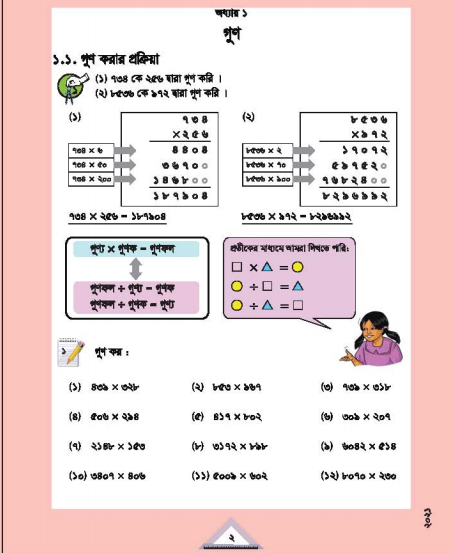 অধ্যায় ১
গুণ
১.১. গুণ করার প্রক্রিয়া
(১) ৭৩৪ কে ২৫৬ দ্বারা গুণ করি ।
(২) ৮৫৩৬ কে ৯৭২ দ্বারা গুণ করি ।
(১)
৭৩৪
×২৫৬
৭৩৪ × ৬ ৪৪০৪
৭৩৪ × ৫০ ৩৬৭০০
৭৩৪ × ২০০ ১৪৬৮০০
১৮৭৯০৪
৭৩৪ × ২৫৬ = ১৮৭৯০৪
(২)
৮৫৩৬
×৯৭২
৮৫৩৬ × ২ ১৭০৭২
৮৫৩৬ × ৭০ ৫৯৭৫২০
৮৫৩৬ × ৯০০ ৭৬৮২৪০০
৮২৯৬৯৯২
৮৫৩৬ × ৯৭২ = ৮২৯৬৯৯২
গুণ্য × গুণক = গুণফল
গুণফল ÷ গুণ্য = গুণক
গুণফল ÷ গুণক = গুণ্য
প্রতীকের মাধ্যমে আমরা লিখতে পারি:
□ × △ = ○
○ ÷ □ = △
○ ÷ △ = □
১ গুণ কর :
(১) ৪৩৯ × ৩২৮ (২) ৮৫৩ × ৯৬৭ (৩) ৭৩৯ × ৩১৮
(৪) ৫০৬ × ২৯৪ (৫) ৪১৭ × ৮০২ (৬) ৩০৯ × ২০৭
(৭) ২১৪৮ × ১৫৩ (৮) ৩১৭২ × ৮৯৮ (৯) ৬০৪২ × ৫১৪
(১০) ৩৪০৭ × ৪০৬ (১১) ৫০০৯ × ৬০২ (১২) ৮০৭০ × ২৩০
২
২০২১